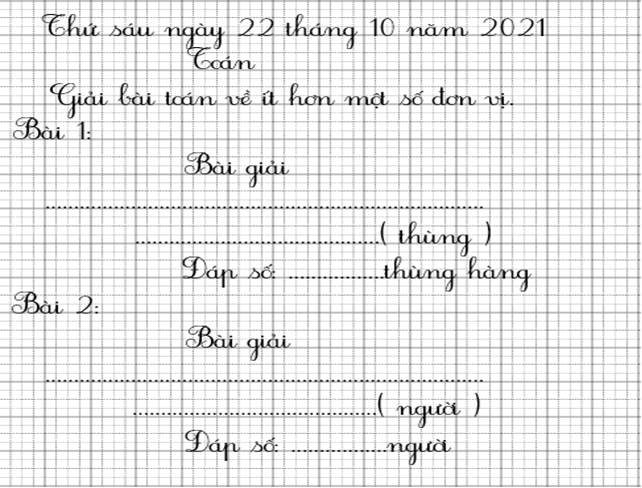 Thứ sáu ngày 22 tháng 10 năm 2021
Toán
Giải bài toán về ít hơn một số đơn vị.
Bài 1:
Bài giải
........................................................................
.........................................( thùng )
Đáp số: ................thùng hàng
Bài 2:
Bài giải
........................................................................
.........................................( người )
Đáp số: ................người